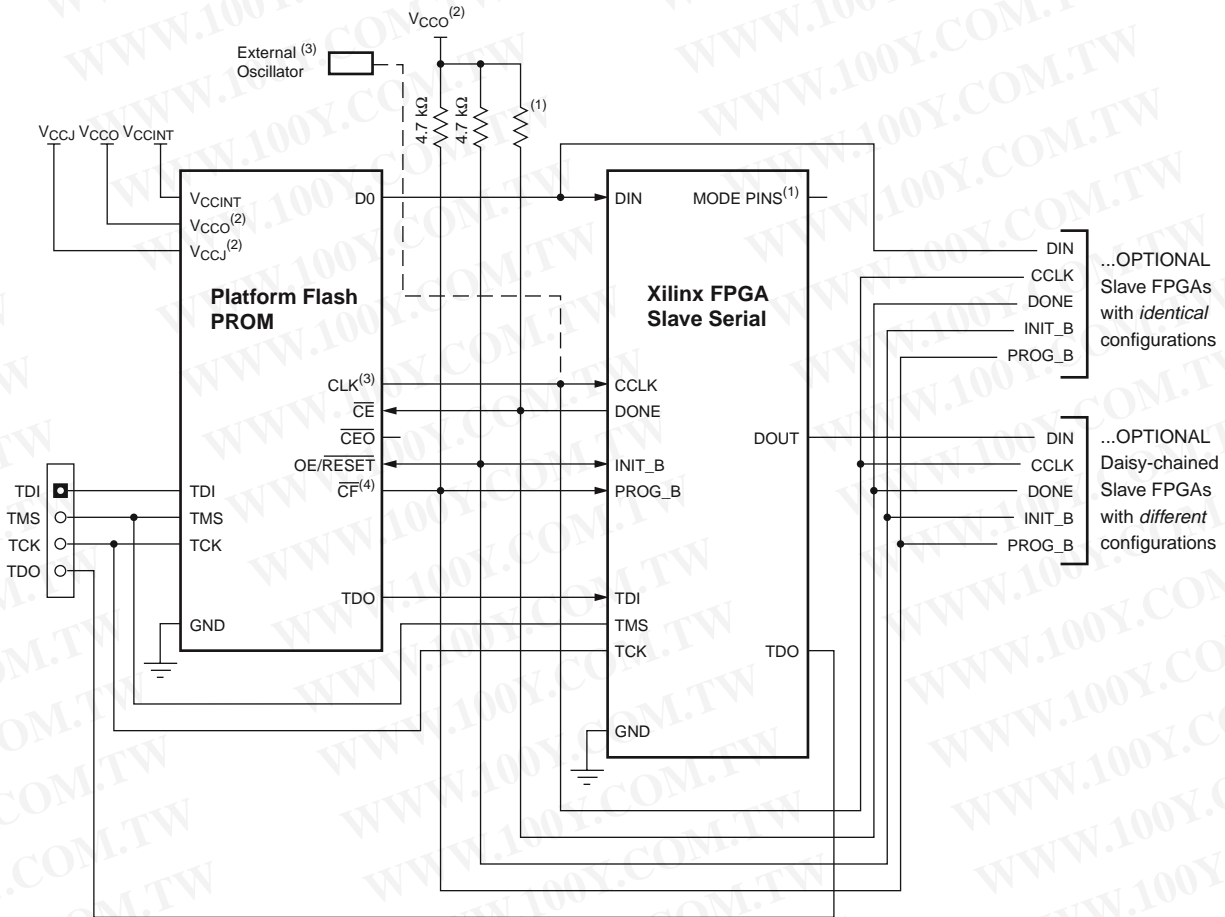 VCCO(2)
External (3)
Oscillator
4.7 kΩ
4.7 kΩ
(1)
VCCJ VCCO VCCINT
VCCINT
VCCO(2)
VCCJ(2)
D0
Platform Flash
PROM
CLK(3)
CE
CEO
OE/RESET
CF(4)
TDI
TMS
TCK
TDO
GND
TDI
TMS
TCK
TDO
DIN
MODE PINS(1)
Xilinx FPGA
Slave Serial
CCLK
DONE
DOUT
INIT_B
PROG_B
TDI
TMS
TCK
TDO
GND
DIN
CCLK
DONE
INIT_B
PROG_B
...OPTIONAL
Slave FPGAs
with identical
configurations
DIN
CCLK
DONE
INIT_B
PROG_B
...OPTIONAL
Daisy-chained
Slave FPGAs
with different
configurations
WWW.100Y.COM.TW